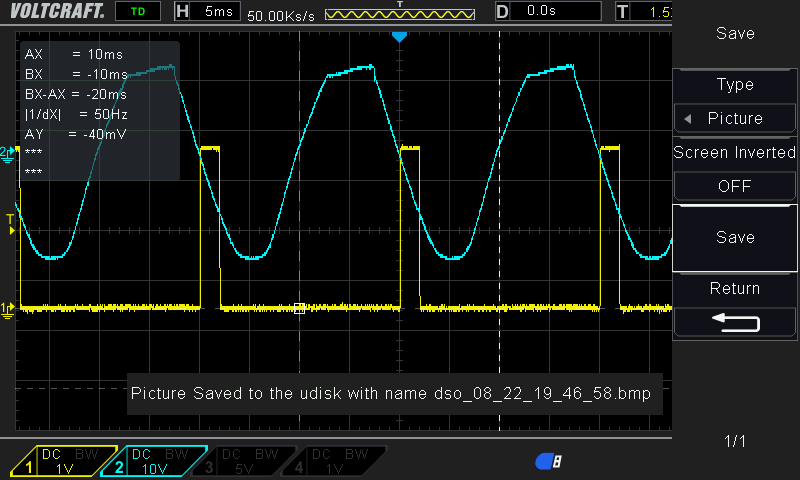 VOLTCRAFT. TD H 5ms 50.00Ks/s T D 0.0s T 1.5
Save
AX = 10ms
BX = -10ms
BX-AX = -20ms
|1/dX| = 50Hz
AY = -40mV
***
***
Type
Picture
Screen Inverted
OFF
Save
Return
2
T
1
Picture Saved to the udisk with name dso_08_22_19_46_58.bmp
1/1
1 DC BW
1V
2 DC BW
10V
3 DC BW
5V
4 DC BW
1V
8